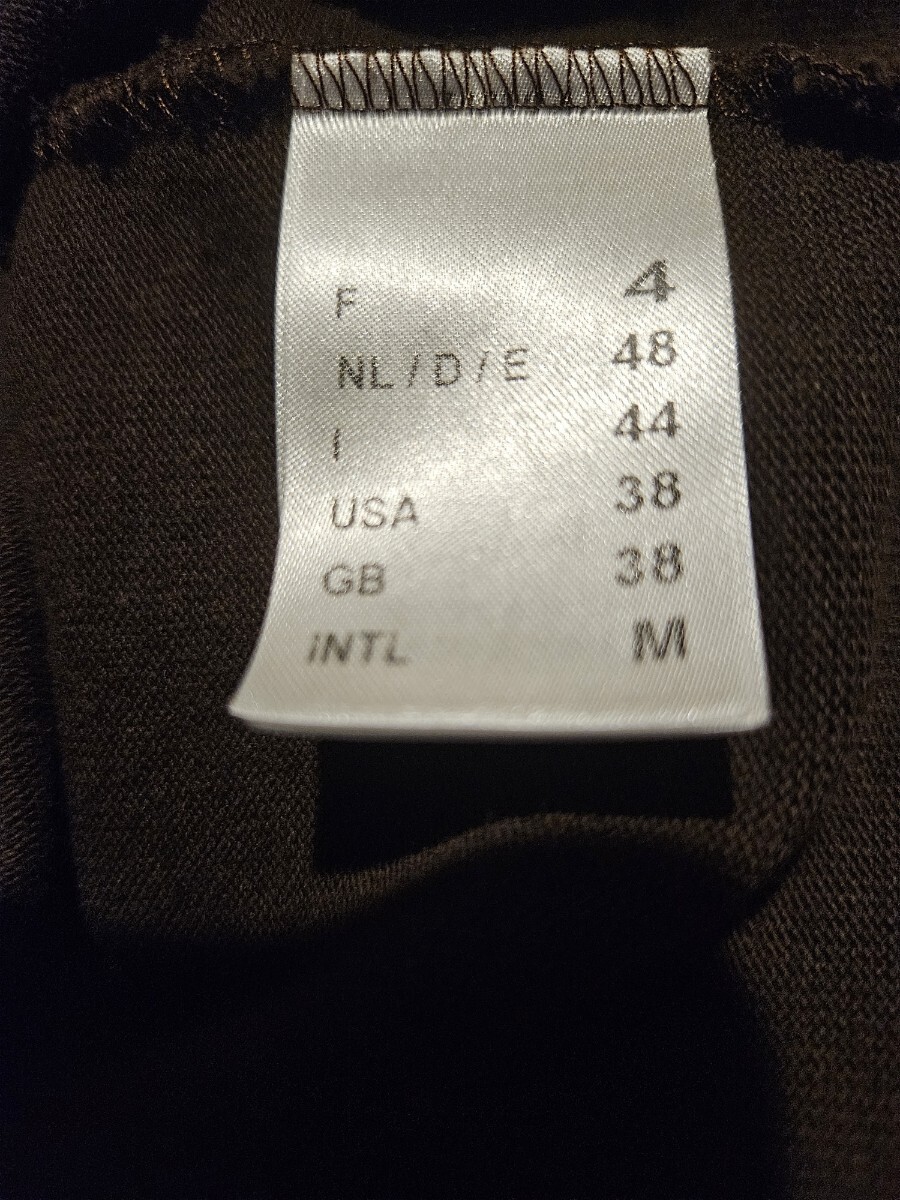 F 4
NL / D / E 48
I 44
USA 38
GB 38
INTL M